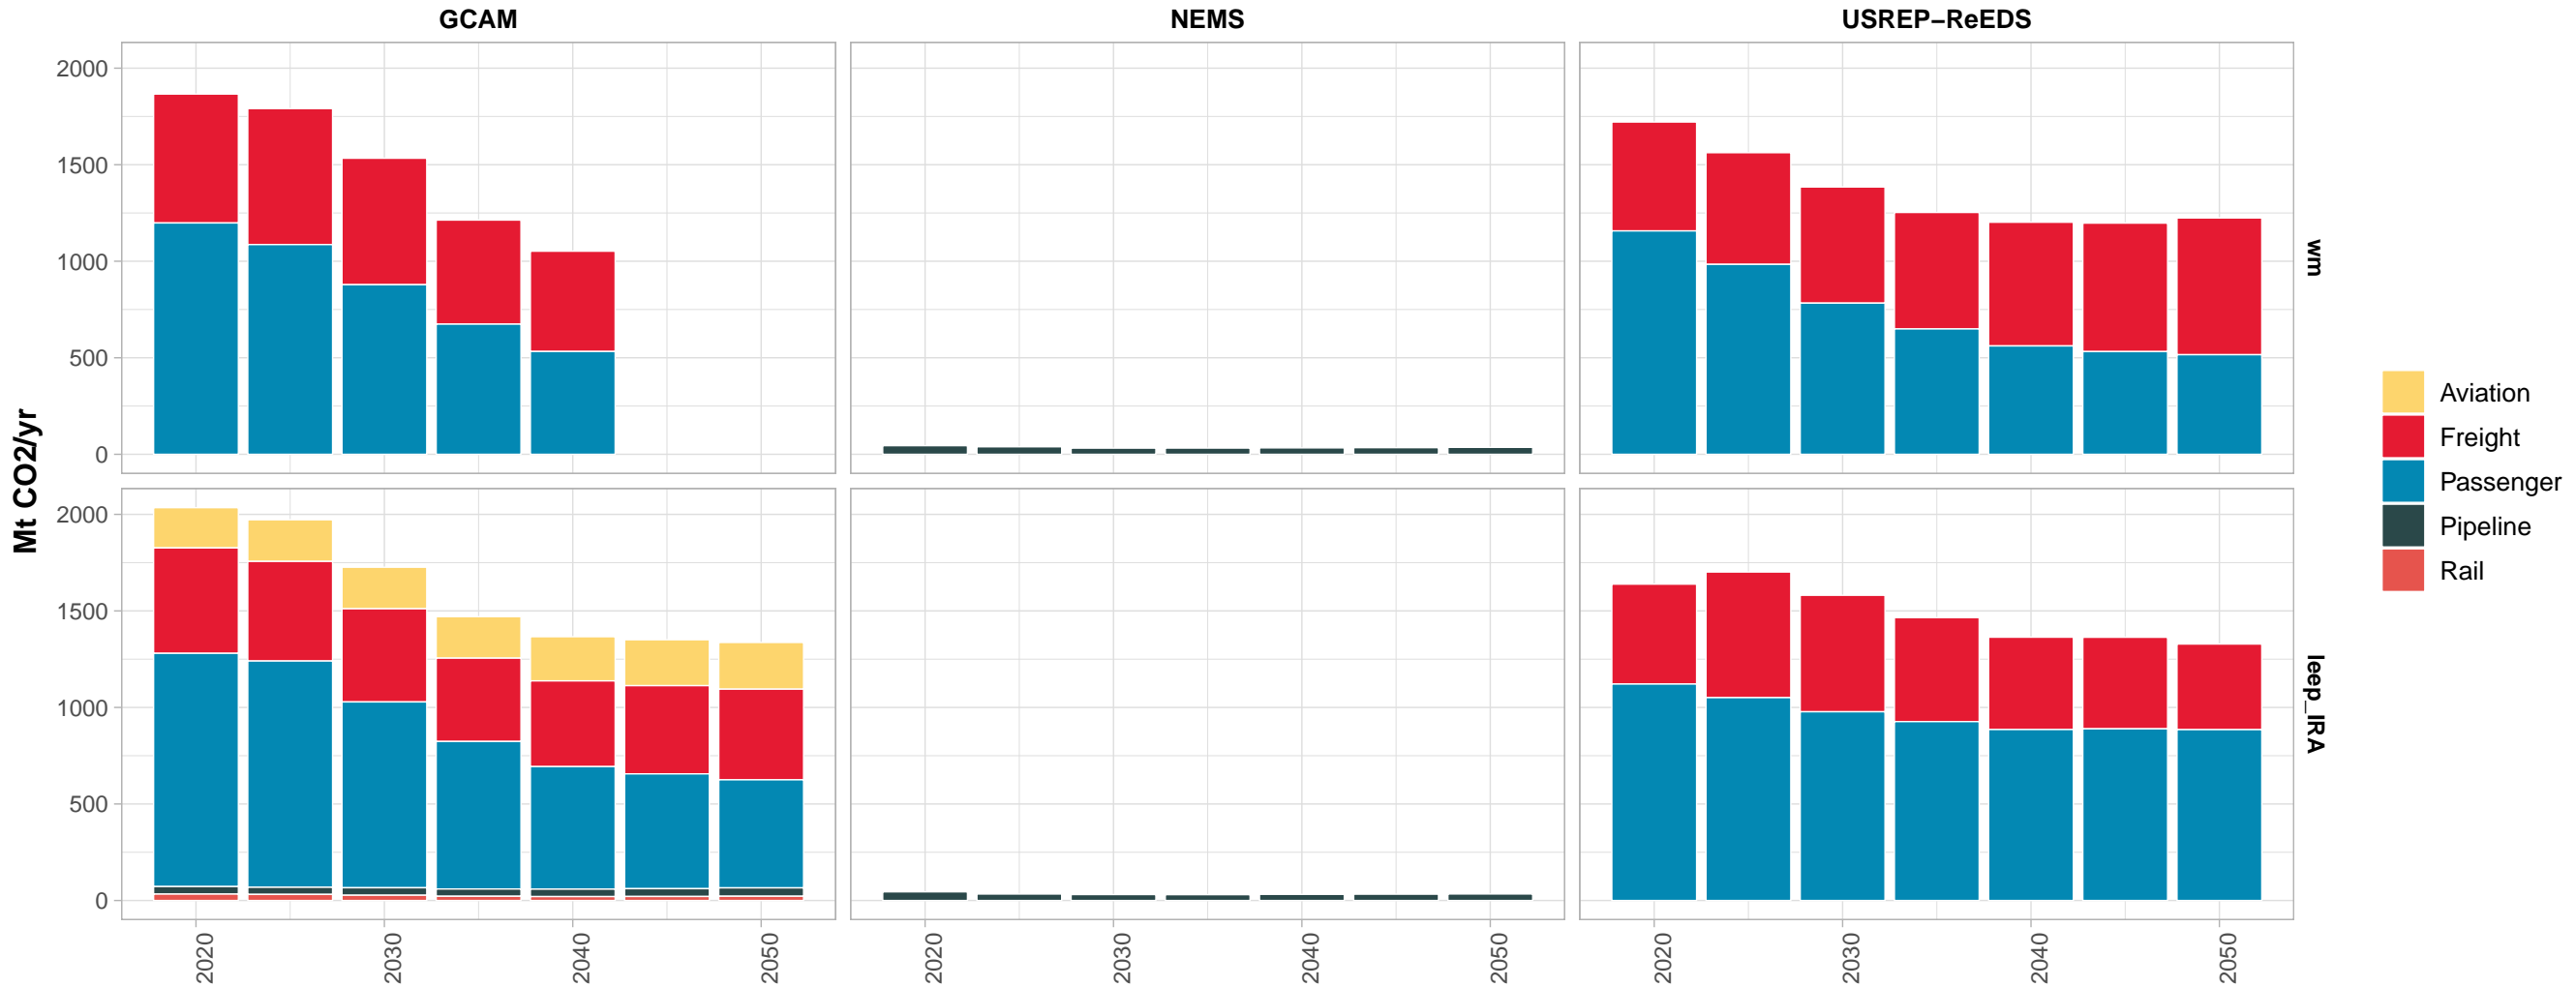 GCAM NEMS USREP−ReEDS
Mt CO2/yr
2000
1500
1000
500
0
wm
2000
1500
1000
500
0
leep_IRA
2020 2030 2040 2050 2020 2030 2040 2050 2020 2030 2040 2050
Aviation
Freight
Passenger
Pipeline
Rail